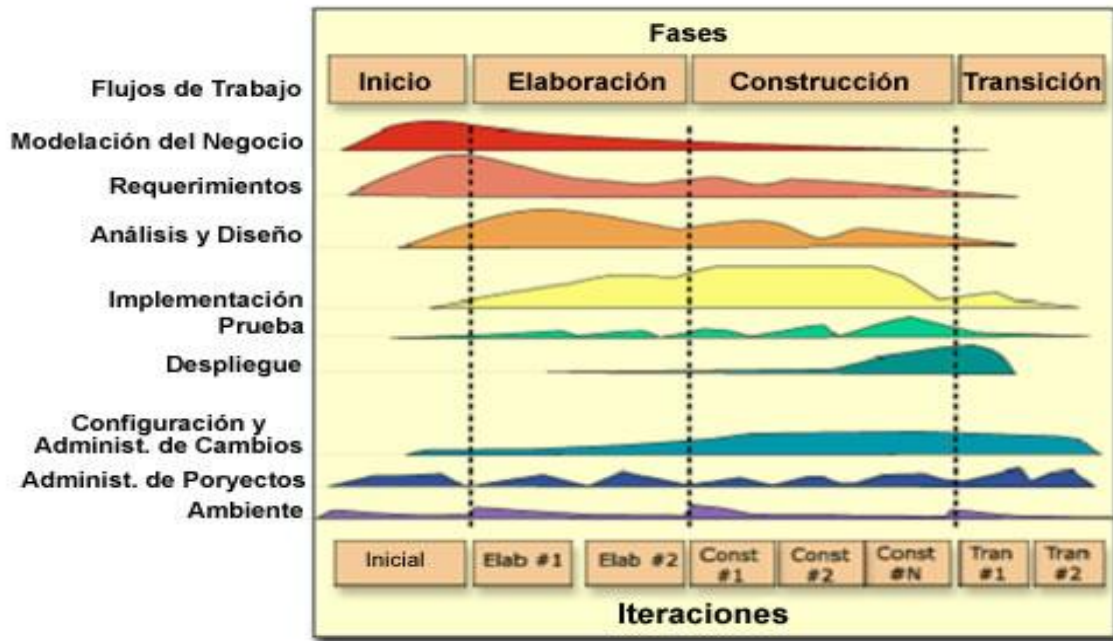 Fases
Flujos de Trabajo
Inicio
Elaboración
Construcción
Transición
Modelación del Negocio
Requerimientos
Análisis y Diseño
Implementación
Prueba
Despliegue
Configuración y
Administ. de Cambios
Administ. de Poryectos
Ambiente
Inicial
Elab #1
Elab #2
Const
#1
Const
#2
Const
#N
Tran
#1
Tran
#2
Iteraciones